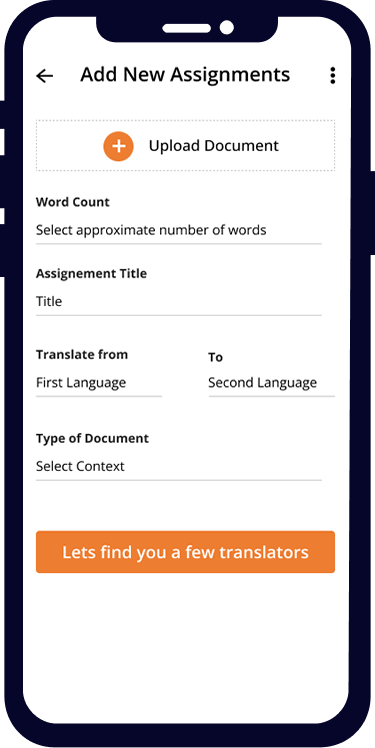 Add New Assignments
Upload Document
Word Count
Select approximate number of words
Assignement Title
Title
Translate from
To
First Language
Second Language
Type of Document
Select Context
Lets find you a few translators